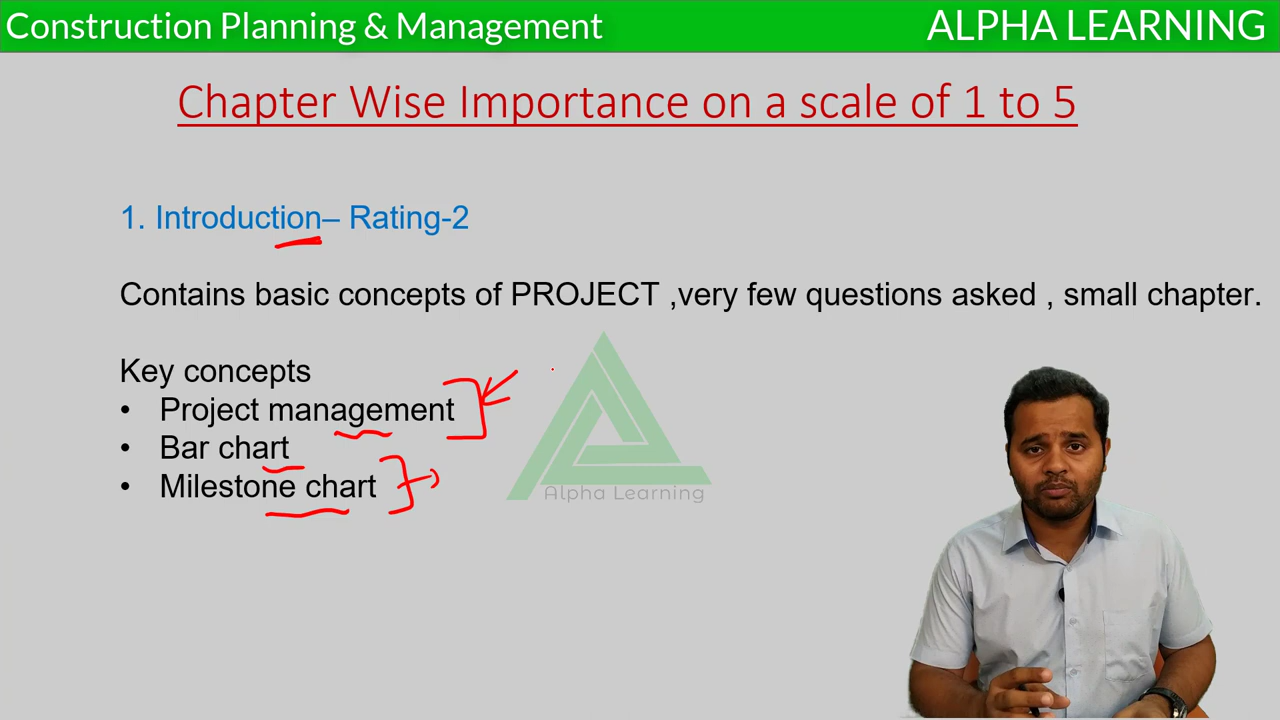 Construction Planning & Management
ALPHA LEARNING
Chapter Wise Importance on a scale of 1 to 5
1. Introduction– Rating-2
Contains basic concepts of PROJECT ,very few questions asked , small chapter.
Key concepts
• Project management
• Bar chart
• Milestone chart
Alpha Learning